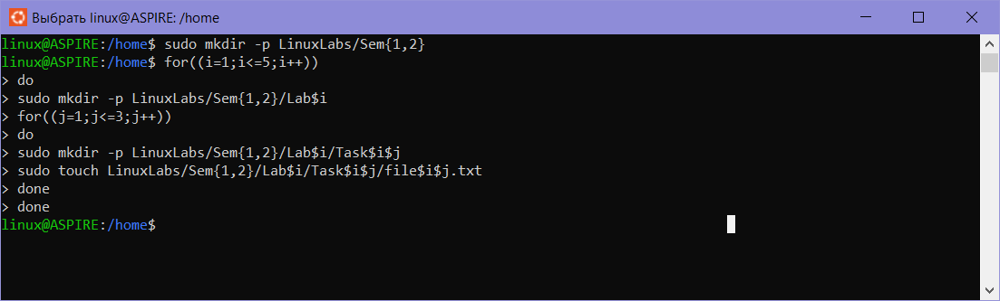 Выбрать linux@ASPIRE: /home
linux@ASPIRE:/home$ sudo mkdir -p LinuxLabs/Sem{1,2}
linux@ASPIRE:/home$ for((i=1;i<=5;i++))
> do
> sudo mkdir -p LinuxLabs/Sem{1,2}/Lab$i
> for((j=1;j<=3;j++))
> do
> sudo mkdir -p LinuxLabs/Sem{1,2}/Lab$i/Task$i$j
> sudo touch LinuxLabs/Sem{1,2}/Lab$i/Task$i$j/file$i$j.txt
> done
> done
linux@ASPIRE:/home$